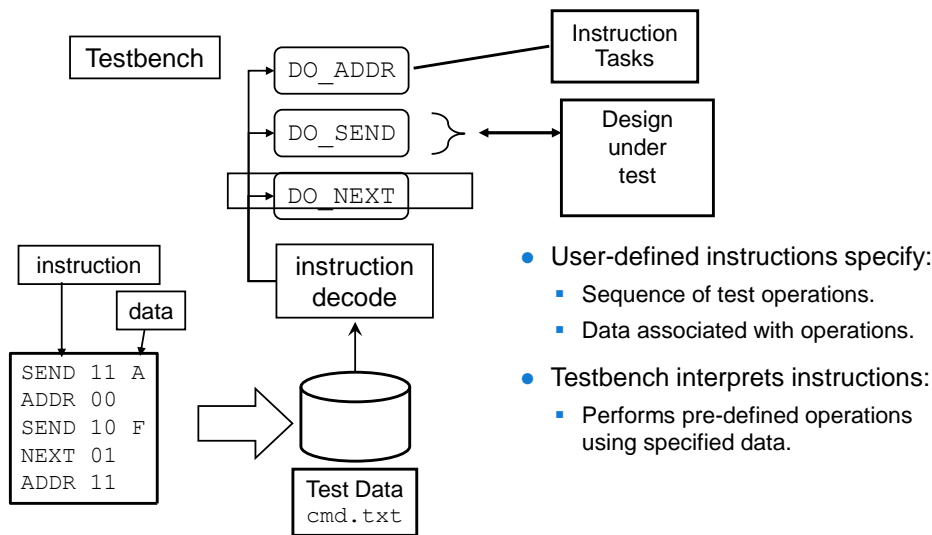 Testbench
DO_ADDR
Instruction
Tasks
DO_SEND
Design
under
test
DO_NEXT
instruction
data
instruction
decode
SEND 11 A
ADDR 00
SEND 10 F
NEXT 01
ADDR 11
Test Data
cmd.txt
● User-defined instructions specify:
▪ Sequence of test operations.
▪ Data associated with operations.
● Testbench interprets instructions:
▪ Performs pre-defined operations
using specified data.